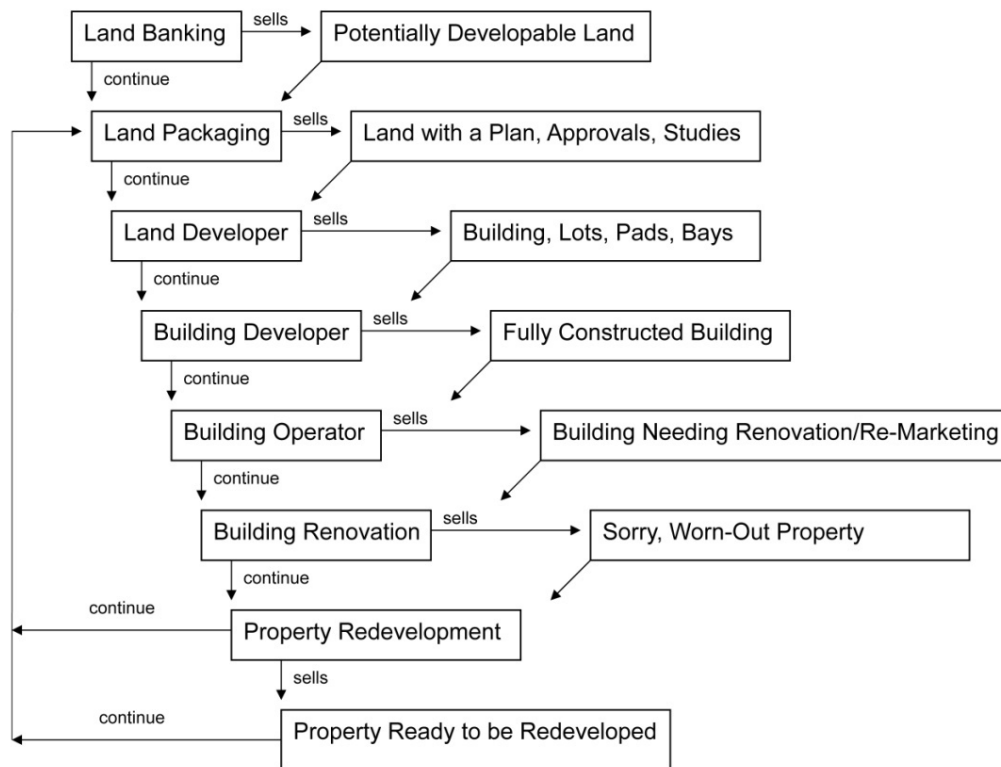 Land Banking
sells
Potentially Developable Land
continue
Land Packaging
sells
Land with a Plan, Approvals, Studies
continue
Land Developer
sells
Building, Lots, Pads, Bays
continue
Building Developer
sells
Fully Constructed Building
continue
Building Operator
sells
Building Needing Renovation/Re-Marketing
continue
Building Renovation
sells
Sorry, Worn-Out Property
continue
continue
Property Redevelopment
sells
continue
Property Ready to be Redeveloped